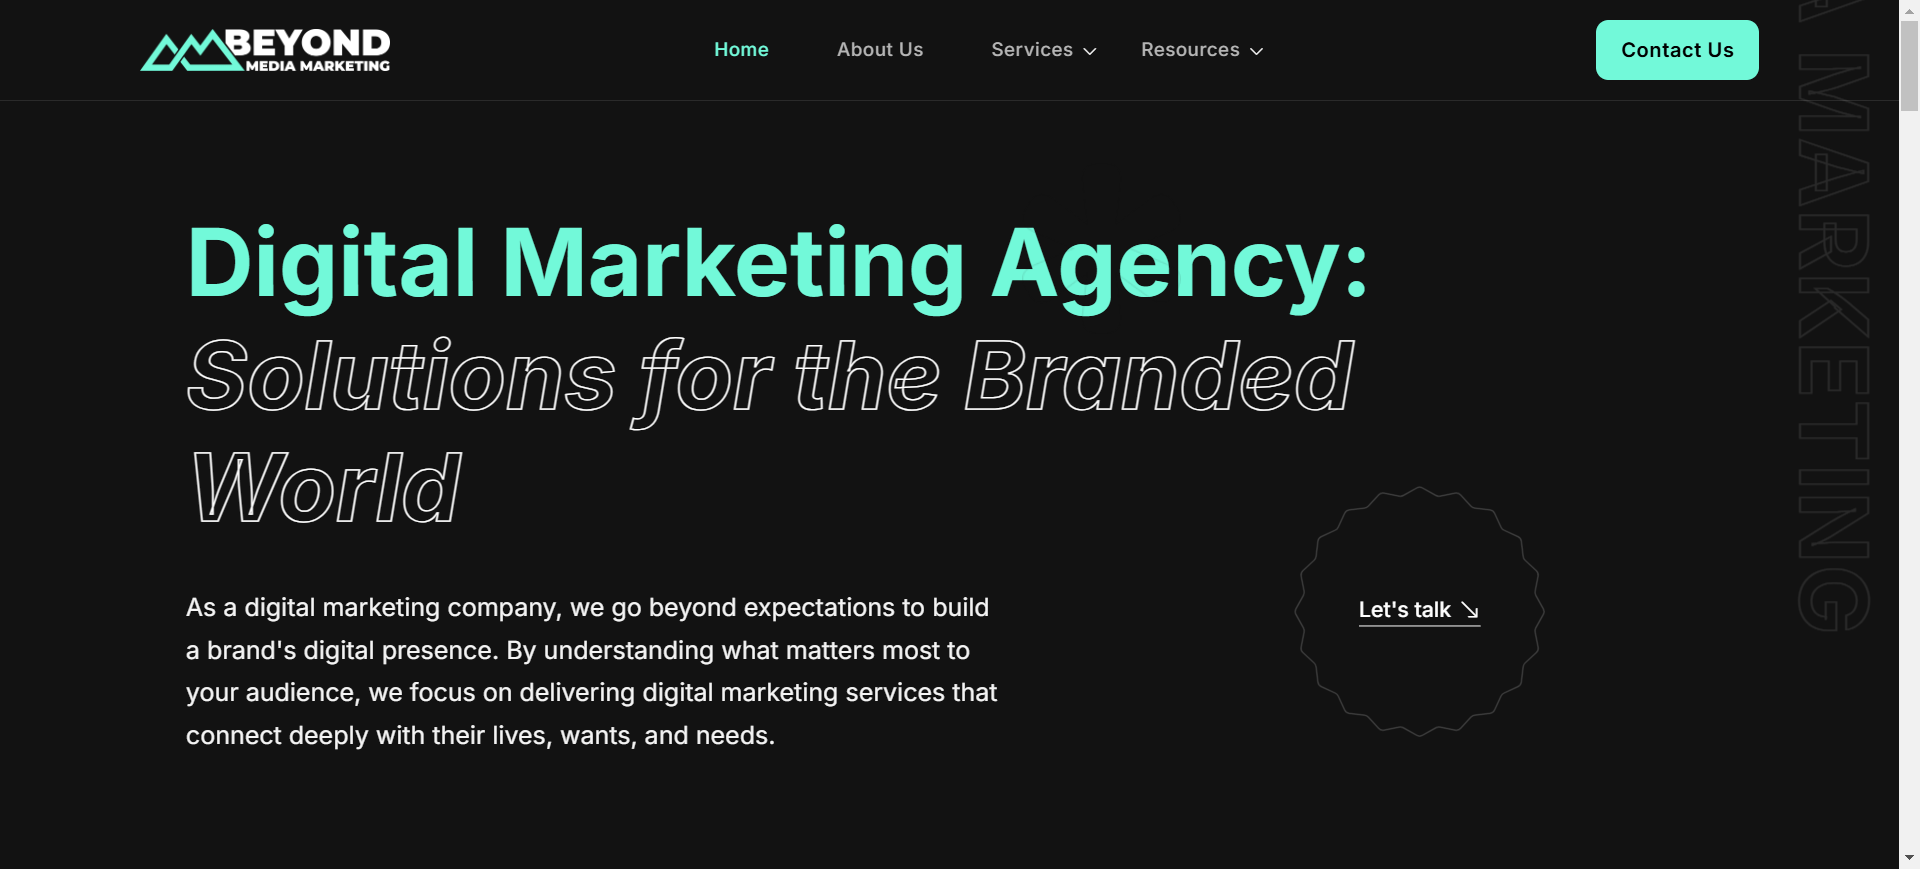 BEYOND
MEDIA MARKETING
Home
About Us
Services
Resources
Contact Us
Digital Marketing Agency:
Solutions for the Branded
World
As a digital marketing company, we go beyond expectations to build
a brand's digital presence. By understanding what matters most to
your audience, we focus on delivering digital marketing services that
connect deeply with their lives, wants, and needs.
Let's talk
MARKETING